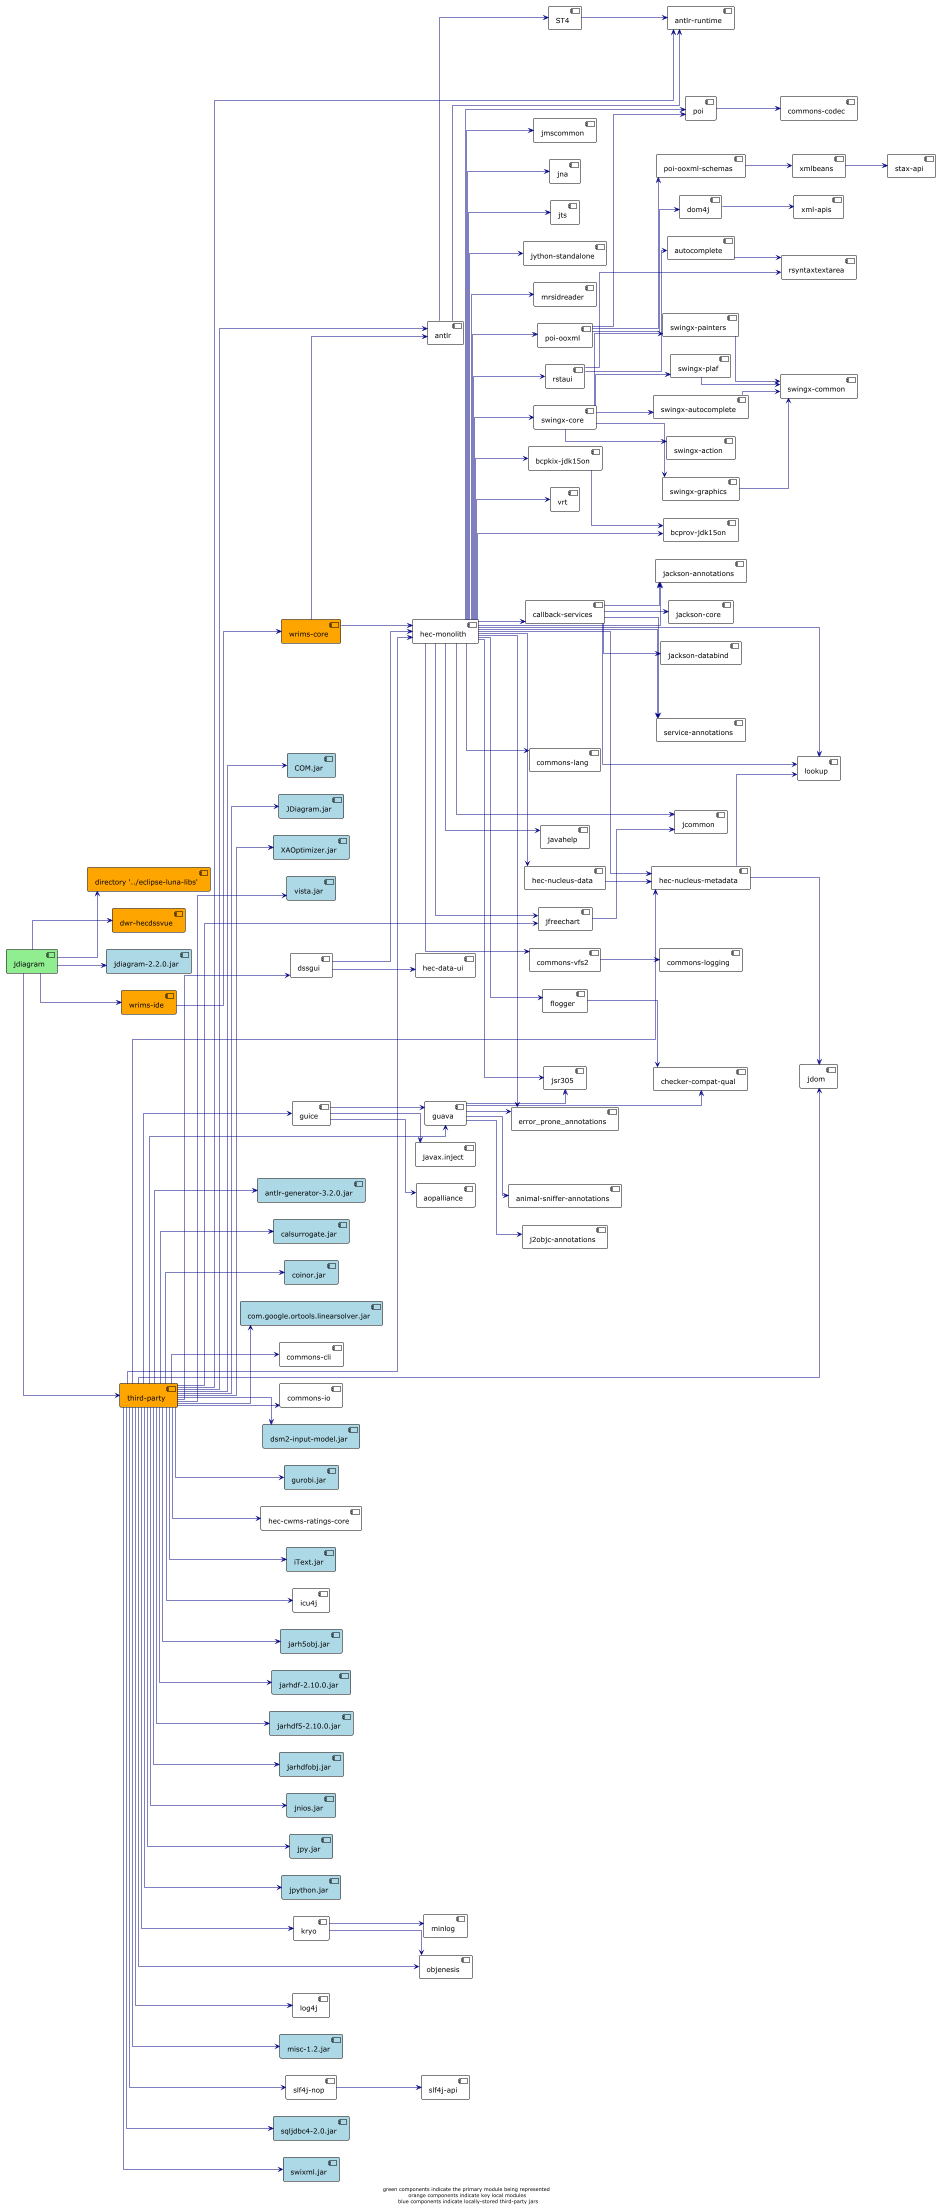 ST4
antlr-runtime
poi
commons-codec
jmscommon
poi-ooxml-schemas
xmlbeans
stax-api
jna
dom4j
xml-apis
jts
autocomplete
jython-standalone
rsyntaxtextarea
mrsidreader
swingx-painters
antlr
poi-ooxml
swingx-plaf
rstaui
swingx-common
swingx-autocomplete
swingx-core
swingx-action
bcpkix-jdk15on
swingx-graphics
vrt
bcprov-jdk15on
jackson-annotations
callback-services
jackson-core
wrims-core
hec-monolith
jackson-databind
service-annotations
COM.jar
commons-lang
lookup
JDiagram.jar
jcommon
XAOptimizer.jar
javahelp
directory '../eclipse-luna-libs'
vista.jar
hec-nucleus-data
hec-nucleus-metadata
dwr-hecdssvue
jfreechart
jdiagram
jdiagram-2.2.0.jar
dssgui
hec-data-ui
commons-vfs2
commons-logging
wrims-ide
flogger
jsr305
checker-compat-qual
jdom
guice
guava
error_prone_annotations
javax.inject
antlr-generator-3.2.0.jar
aopalliance
animal-sniffer-annotations
calsurrogate.jar
j2objc-annotations
coinor.jar
com.google.ortools.linearsolver.jar
commons-cli
third-party
commons-io
dsm2-input-model.jar
gurobi.jar
hec-cwms-ratings-core
iText.jar
icu4j
jarh5obj.jar
jarhdf-2.10.0.jar
jarhdf5-2.10.0.jar
jarhdfobj.jar
jnios.jar
jpy.jar
jpython.jar
kryo
minlog
objenesis
log4j
misc-1.2.jar
slf4j-nop
slf4j-api
sqljdbc4-2.0.jar
swixml.jar
green components indicate the primary module being represented
orange components indicate key local modules
blue components indicate locally-stored third-party jars